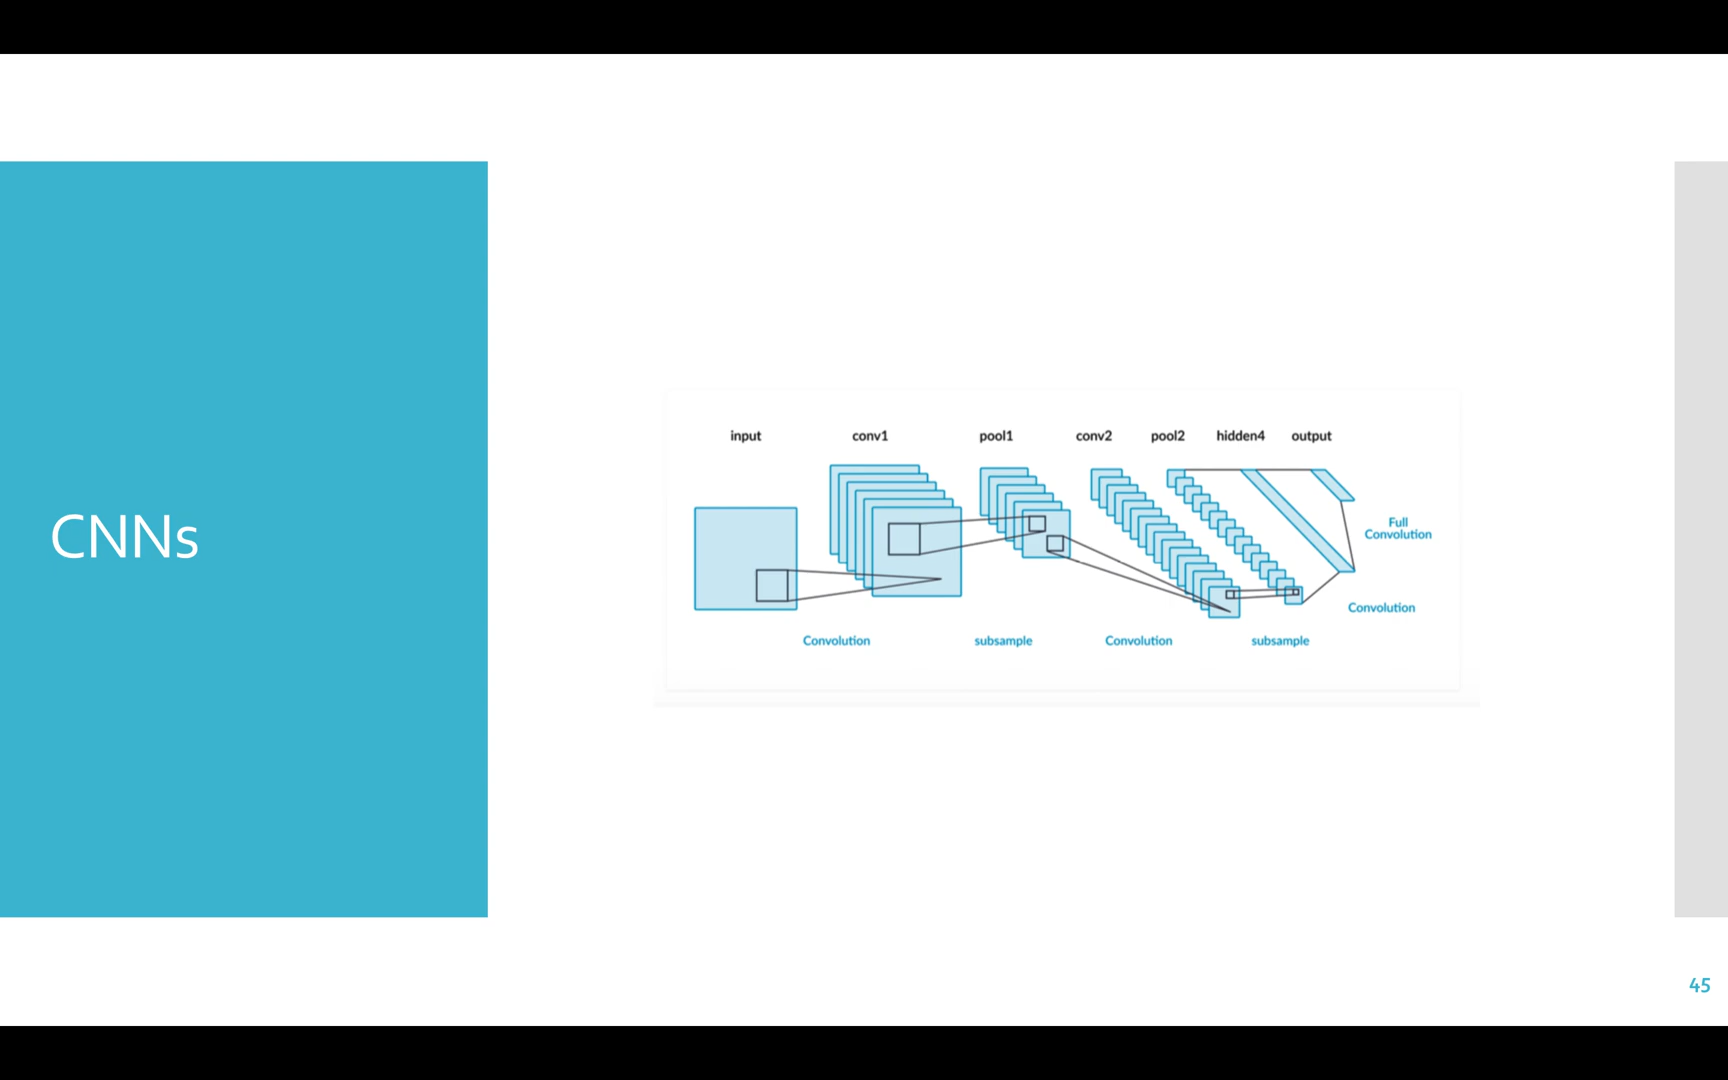 CNNs
input conv1 pool1 conv2 pool2 hidden4 output
Full
Convolution
Convolution
Convolution subsample Convolution subsample
45